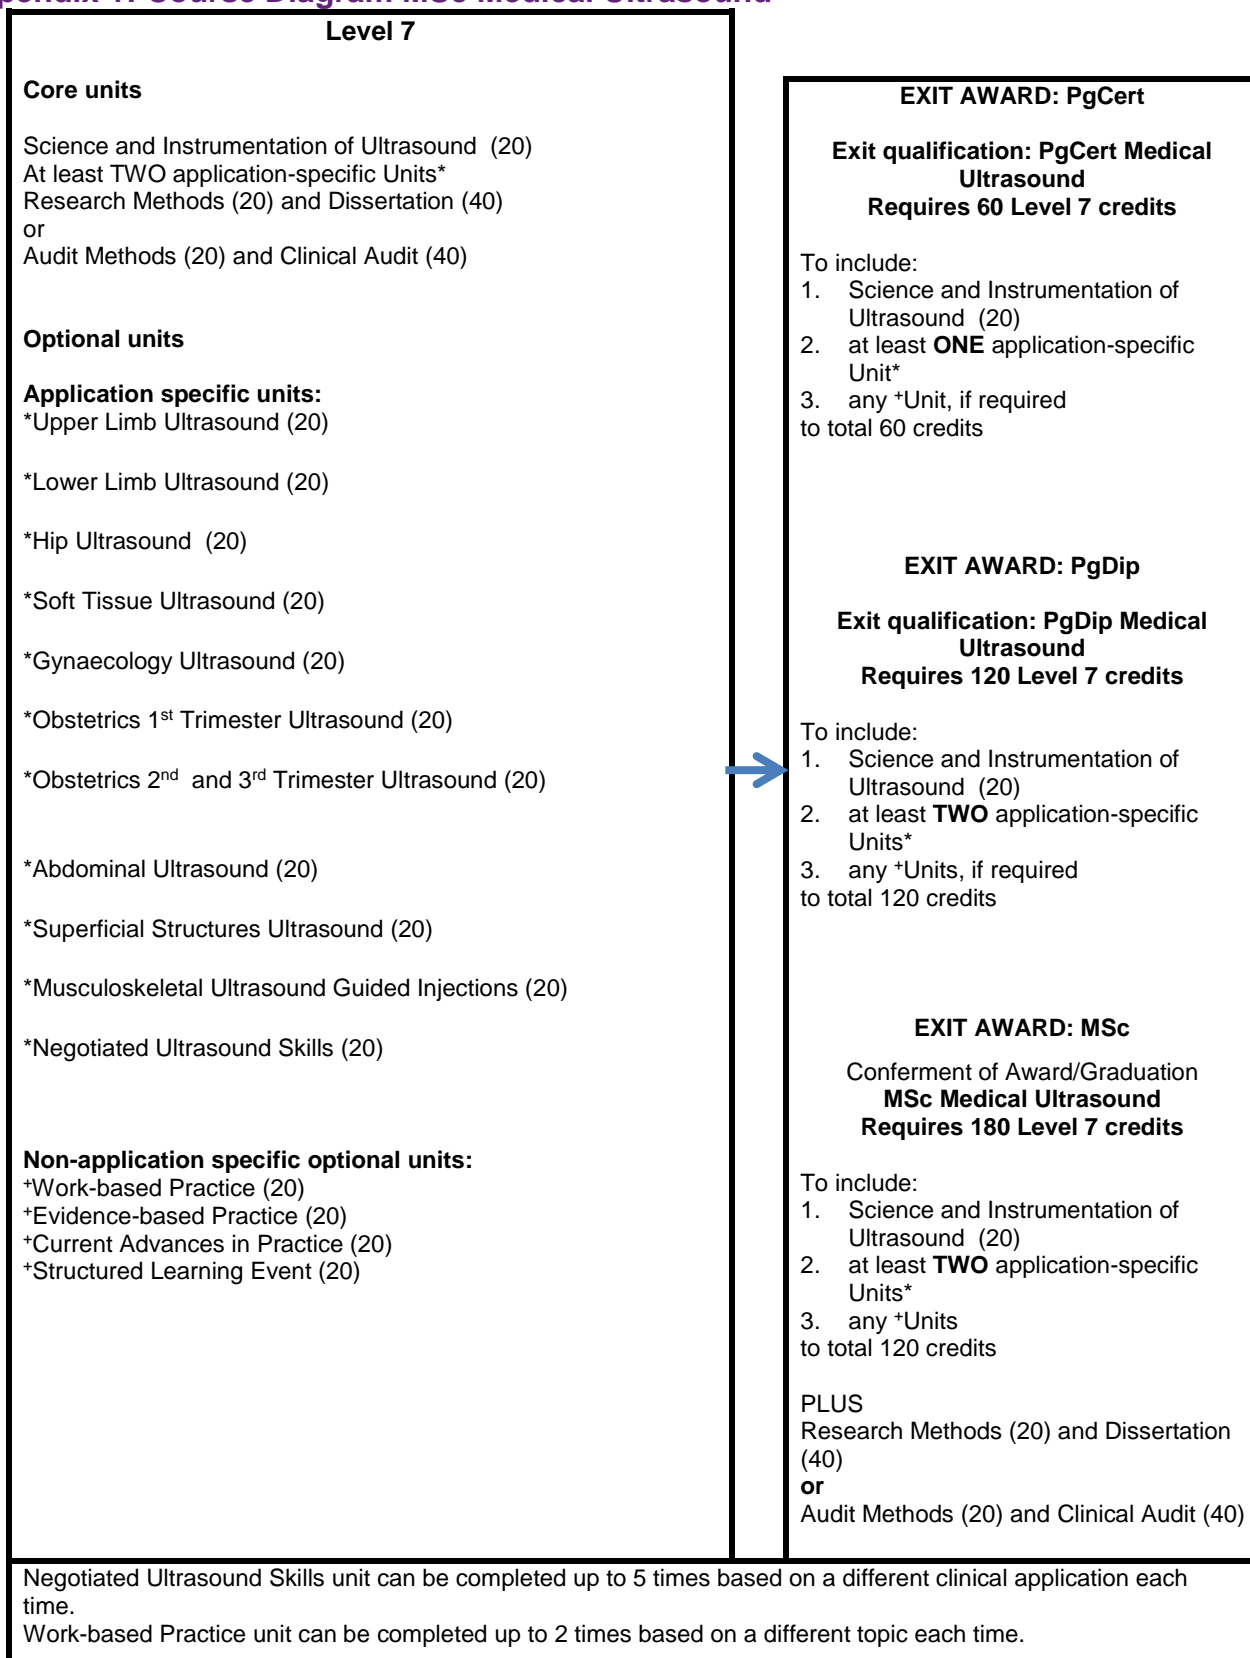 Course Diagram MSc Medical Ultrasound
Level 7
Core units
Science and Instrumentation of Ultrasound (20)
At least TWO application-specific Units*
Research Methods (20) and Dissertation (40)
or
Audit Methods (20) and Clinical Audit (40)
Optional units
Application specific units:
*Upper Limb Ultrasound (20)
*Lower Limb Ultrasound (20)
*Hip Ultrasound (20)
*Soft Tissue Ultrasound (20)
*Gynaecology Ultrasound (20)
*Obstetrics 1st Trimester Ultrasound (20)
*Obstetrics 2nd and 3rd Trimester Ultrasound (20)
*Abdominal Ultrasound (20)
*Superficial Structures Ultrasound (20)
*Musculoskeletal Ultrasound Guided Injections (20)
*Negotiated Ultrasound Skills (20)
Non-application specific optional units:
+Work-based Practice (20)
+Evidence-based Practice (20)
+Current Advances in Practice (20)
+Structured Learning Event (20)
EXIT AWARD: PgCert
Exit qualification: PgCert Medical
Ultrasound
Requires 60 Level 7 credits
To include:
1. Science and Instrumentation of
Ultrasound (20)
2. at least ONE application-specific
Unit*
3. any +Unit, if required
to total 60 credits
EXIT AWARD: PgDip
Exit qualification: PgDip Medical
Ultrasound
Requires 120 Level 7 credits
To include:
1. Science and Instrumentation of
Ultrasound (20)
2. at least TWO application-specific
Units*
3. any +Units, if required
to total 120 credits
EXIT AWARD: MSc
Conferment of Award/Graduation
MSc Medical Ultrasound
Requires 180 Level 7 credits
To include:
1. Science and Instrumentation of
Ultrasound (20)
2. at least TWO application-specific
Units*
3. any +Units
to total 120 credits
PLUS
Research Methods (20) and Dissertation
(40)
or
Audit Methods (20) and Clinical Audit (40)
Negotiated Ultrasound Skills unit can be completed up to 5 times based on a different clinical application each
time.
Work-based Practice unit can be completed up to 2 times based on a different topic each time.